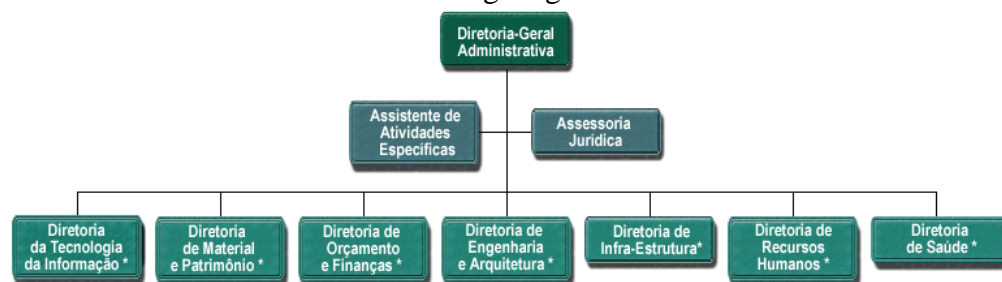 Diretoria-Geral
Administrativa
Assistente de
Atividades
Específicas
Assessoria
Jurídica
Diretoria
da Tecnologia
da Informação *
Diretoria
de Material
e Patrimônio *
Diretoria de
Orçamento
e Finanças *
Diretoria de
Engenharia
e Arquitetura *
Diretoria de
Infra-Estrutura*
Diretoria de
Recursos
Humanos *
Diretoria
de Saúde *